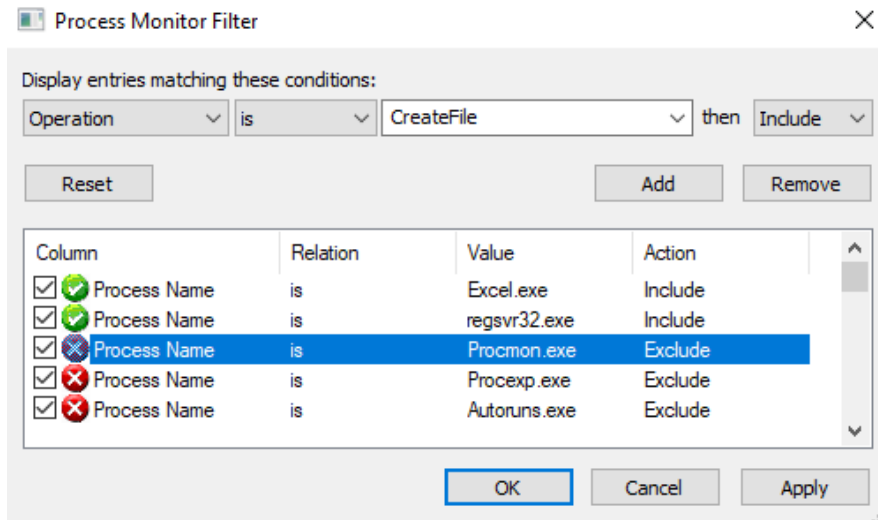 Process Monitor Filter
Display entries matching these conditions:
Operation is CreateFile then Include
Reset Add Remove
Column Relation Value Action
Process Name is Excel.exe Include
Process Name is regsvr32.exe Include
Process Name is Procmon.exe Exclude
Process Name is Procexp.exe Exclude
Process Name is Autoruns.exe Exclude
OK Cancel Apply